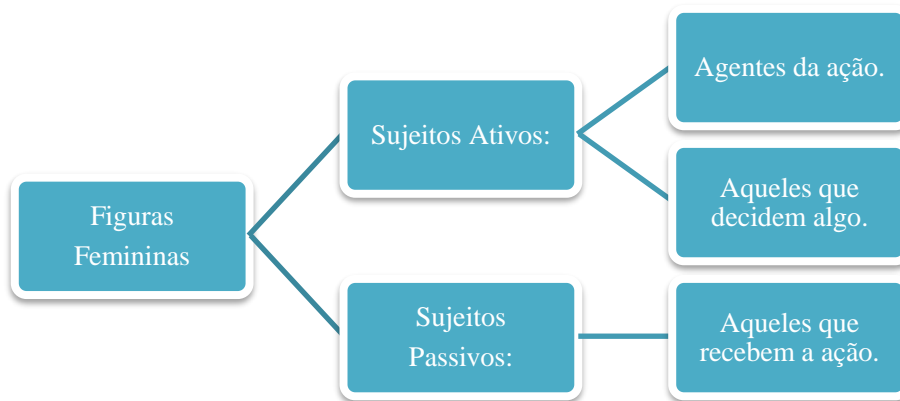 Figuras
Femininas
Sujeitos Ativos:
Agentes da ação.
Aqueles que
decidem algo.
Sujeitos
Passivos:
Aqueles que
recebem a ação.